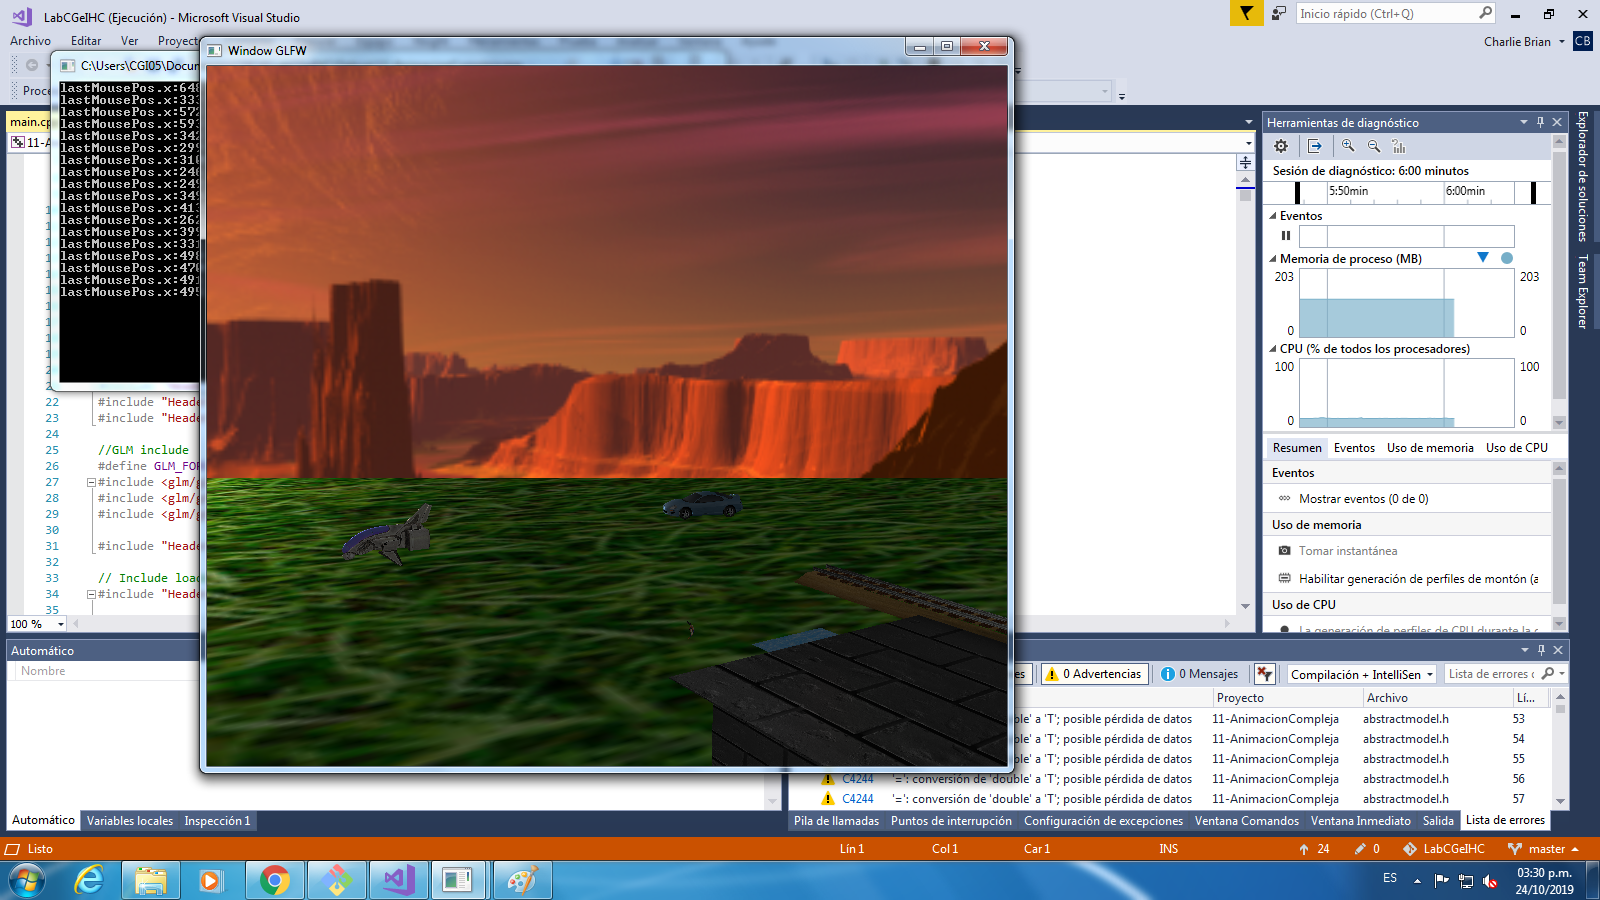 LabCGeIHC (Ejecución) - Microsoft Visual Studio
Inicio rápido (Ctrl+Q)
Archivo Editar Ver Proyect
Charlie Brian CB
Window GLFW
C:\Users\CGI05\Docun
Proce
main.cp
11-A
lastMousePos.x:648
lastMousePos.x:333
lastMousePos.x:572
lastMousePos.x:591
lastMousePos.x:342
lastMousePos.x:299
lastMousePos.x:310
lastMousePos.x:240
lastMousePos.x:249
lastMousePos.x:349
lastMousePos.x:413
lastMousePos.x:262
lastMousePos.x:399
lastMousePos.x:331
lastMousePos.x:498
lastMousePos.x:470
lastMousePos.x:491
lastMousePos.x:495
22 #include "Heade
23 #include "Heade
24
25 //GLM include
26 #define GLM_FOR
27 #include <glm/g
28 #include <glm/g
29 #include <glm/g
30
31 #include "Heade
32
33 // Include load
34 #include "Heade
35
100 %
Herramientas de diagnóstico
Sesión de diagnóstico: 6:00 minutos
5:50min 6:00min
Eventos
Memoria de proceso (MB)
203 203
0 0
CPU (% de todos los procesadores)
100 100
0 0
Resumen Eventos Uso de memoria Uso de CPU
Eventos
Mostrar eventos (0 de 0)
Uso de memoria
Tomar instantánea
Habilitar generación de perfiles de montón (a
Uso de CPU
La generación de perfiles de CPU durante la
Explorador de soluciones
Team Explorer
Automático
Nombre
Automático Variables locales Inspección 1
es 0 Advertencias 0 Mensajes Compilación + IntelliSen Lista de errores
Proyecto Archivo Lí...
ble' a 'T'; posible pérdida de datos 11-AnimacionCompleja abstractmodel.h 53
ble' a 'T'; posible pérdida de datos 11-AnimacionCompleja abstractmodel.h 54
ble' a 'T'; posible pérdida de datos 11-AnimacionCompleja abstractmodel.h 55
C4244 '=': conversión de 'double' a 'T'; posible pérdida de datos 11-AnimacionCompleja abstractmodel.h 56
C4244 '=': conversión de 'double' a 'T'; posible pérdida de datos 11-AnimacionCompleja abstractmodel.h 57
Pila de llamadas Puntos de interrupción Configuración de excepciones Ventana Comandos Ventana Inmediato Salida Lista de errores
Listo Lín 1 Col 1 Car 1 INS 24 0 LabCGeIHC master
ES 03:30 p.m.
24/10/2019